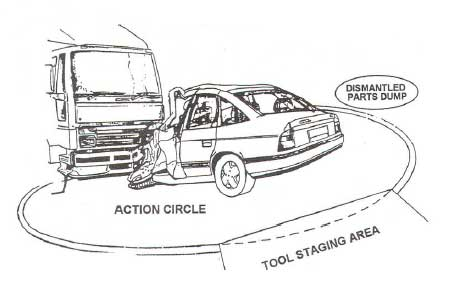 DISMANTLED
PARTS DUMP
ACTION CIRCLE
TOOL STAGING AREA